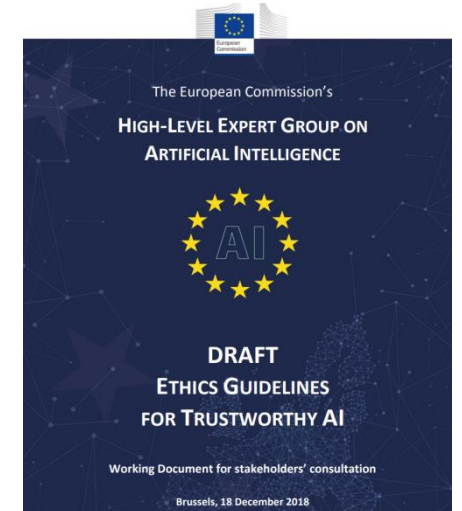 European
Commission
The European Commission's
HIGH-LEVEL EXPERT GROUP ON
ARTIFICIAL INTELLIGENCE
AI
DRAFT
ETHICS GUIDELINES
FOR TRUSTWORTHY AI
Working Document for stakeholders' consultation
Brussels, 18 December 2018